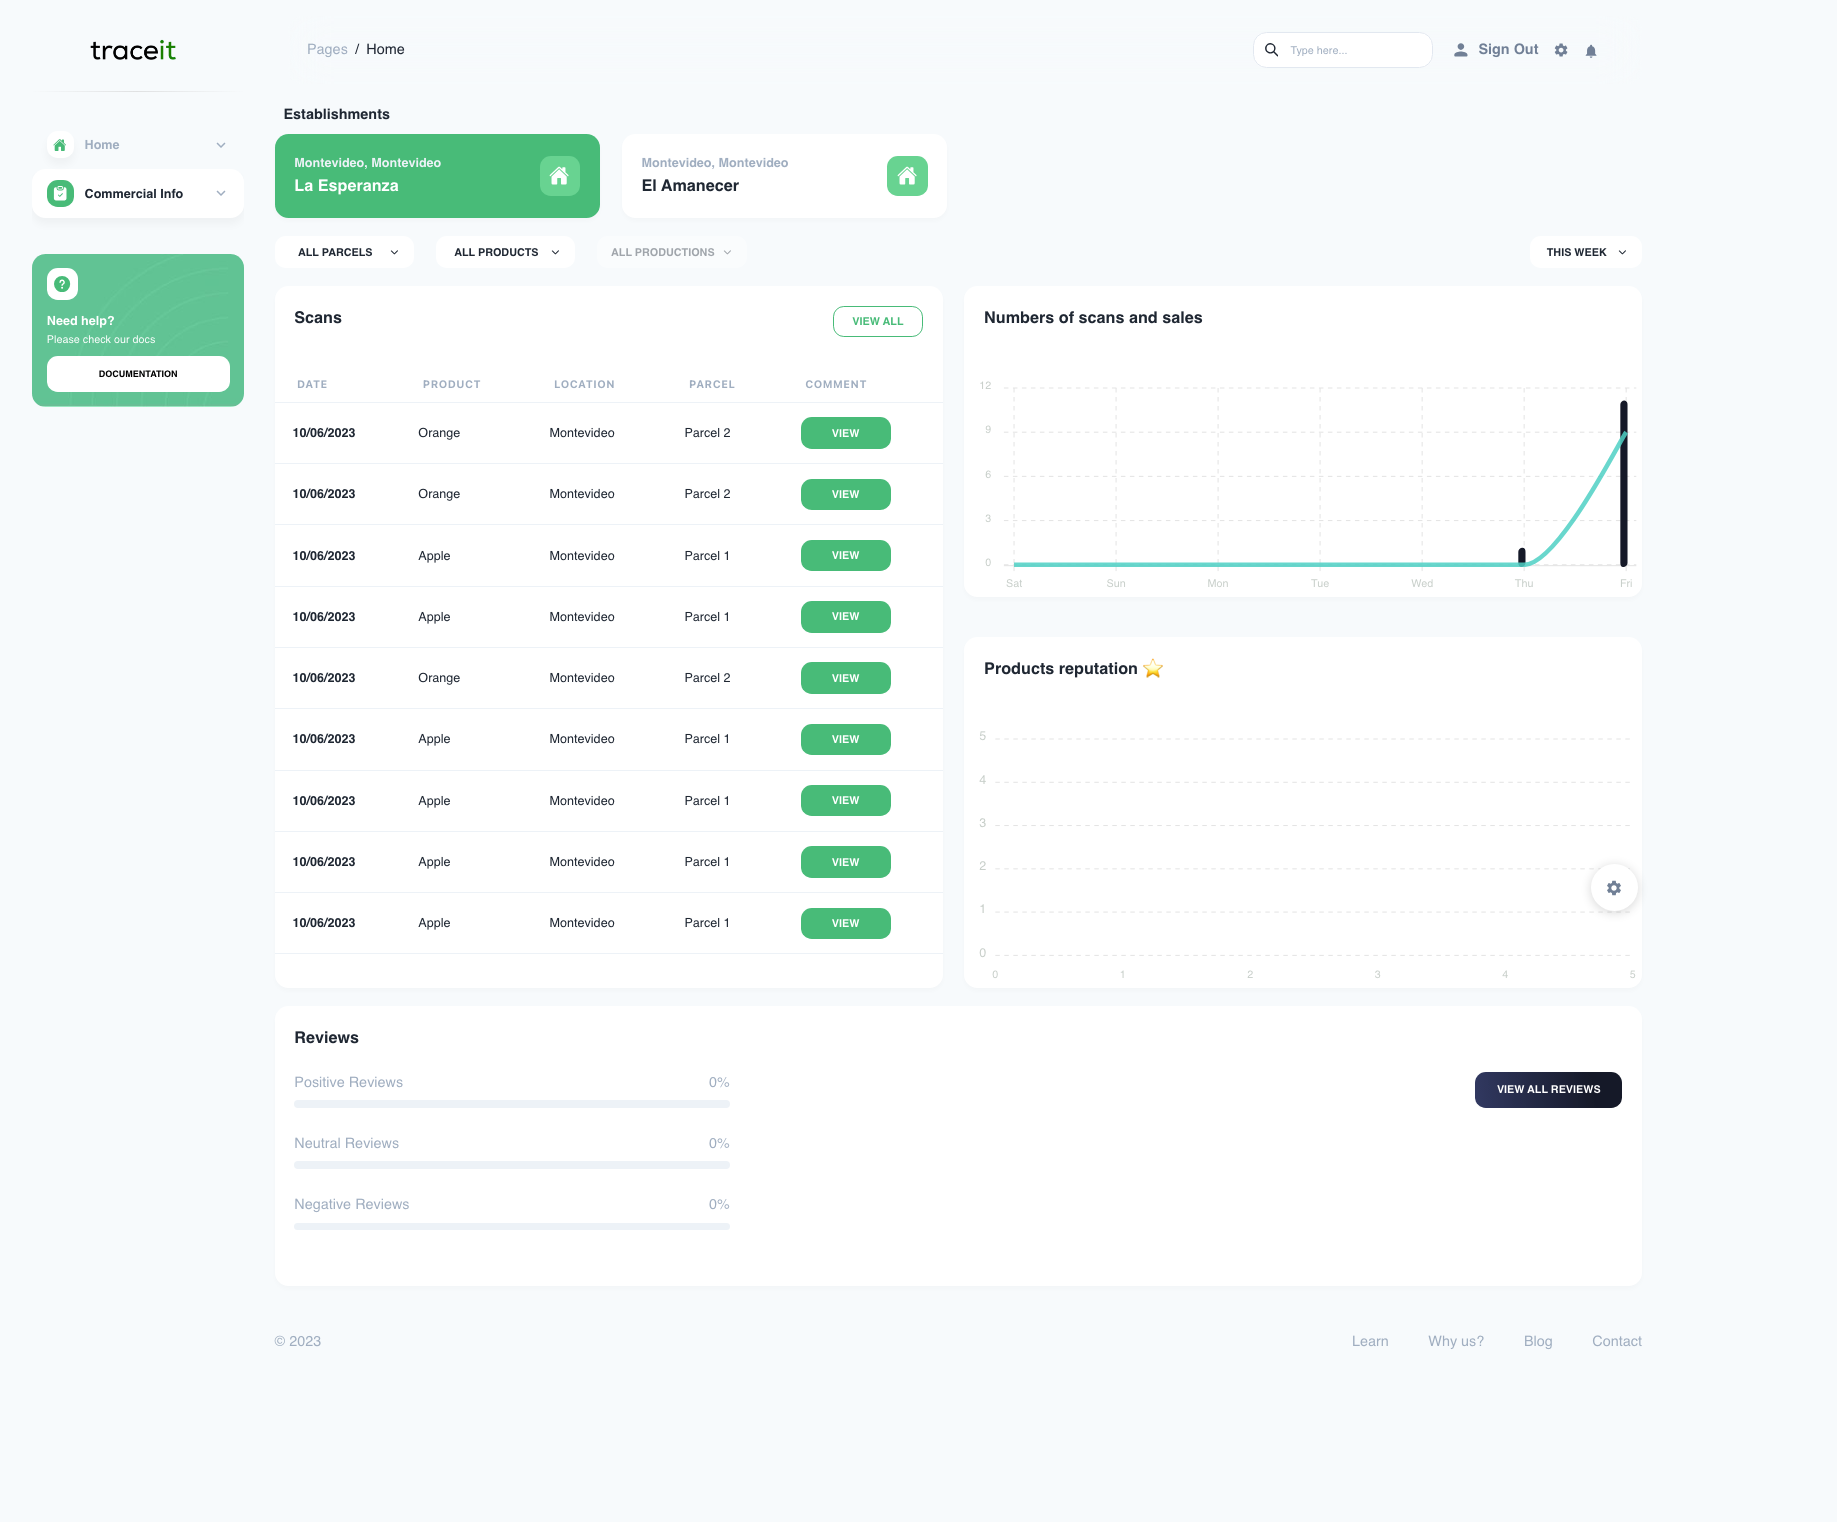 traceit
Pages / Home
Type here...
Sign Out
Home
Commercial Info
Need help?
Please check our docs
DOCUMENTATION
Establishments
Montevideo, Montevideo
La Esperanza
Montevideo, Montevideo
El Amanecer
ALL PARCELS
ALL PRODUCTS
ALL PRODUCTIONS
THIS WEEK
Scans
VIEW ALL
DATE PRODUCT LOCATION PARCEL COMMENT
10/06/2023 Orange Montevideo Parcel 2 VIEW
10/06/2023 Orange Montevideo Parcel 2 VIEW
10/06/2023 Apple Montevideo Parcel 1 VIEW
10/06/2023 Apple Montevideo Parcel 1 VIEW
10/06/2023 Orange Montevideo Parcel 2 VIEW
10/06/2023 Apple Montevideo Parcel 1 VIEW
10/06/2023 Apple Montevideo Parcel 1 VIEW
10/06/2023 Apple Montevideo Parcel 1 VIEW
10/06/2023 Apple Montevideo Parcel 1 VIEW
Numbers of scans and sales
12
9
6
3
0
Sat Sun Mon Tue Wed Thu Fri
Products reputation ⭐
5
4
3
2
1
0
0 1 2 3 4 5
Reviews
Positive Reviews 0%
Neutral Reviews 0%
Negative Reviews 0%
VIEW ALL REVIEWS
© 2023
Learn Why us? Blog Contact